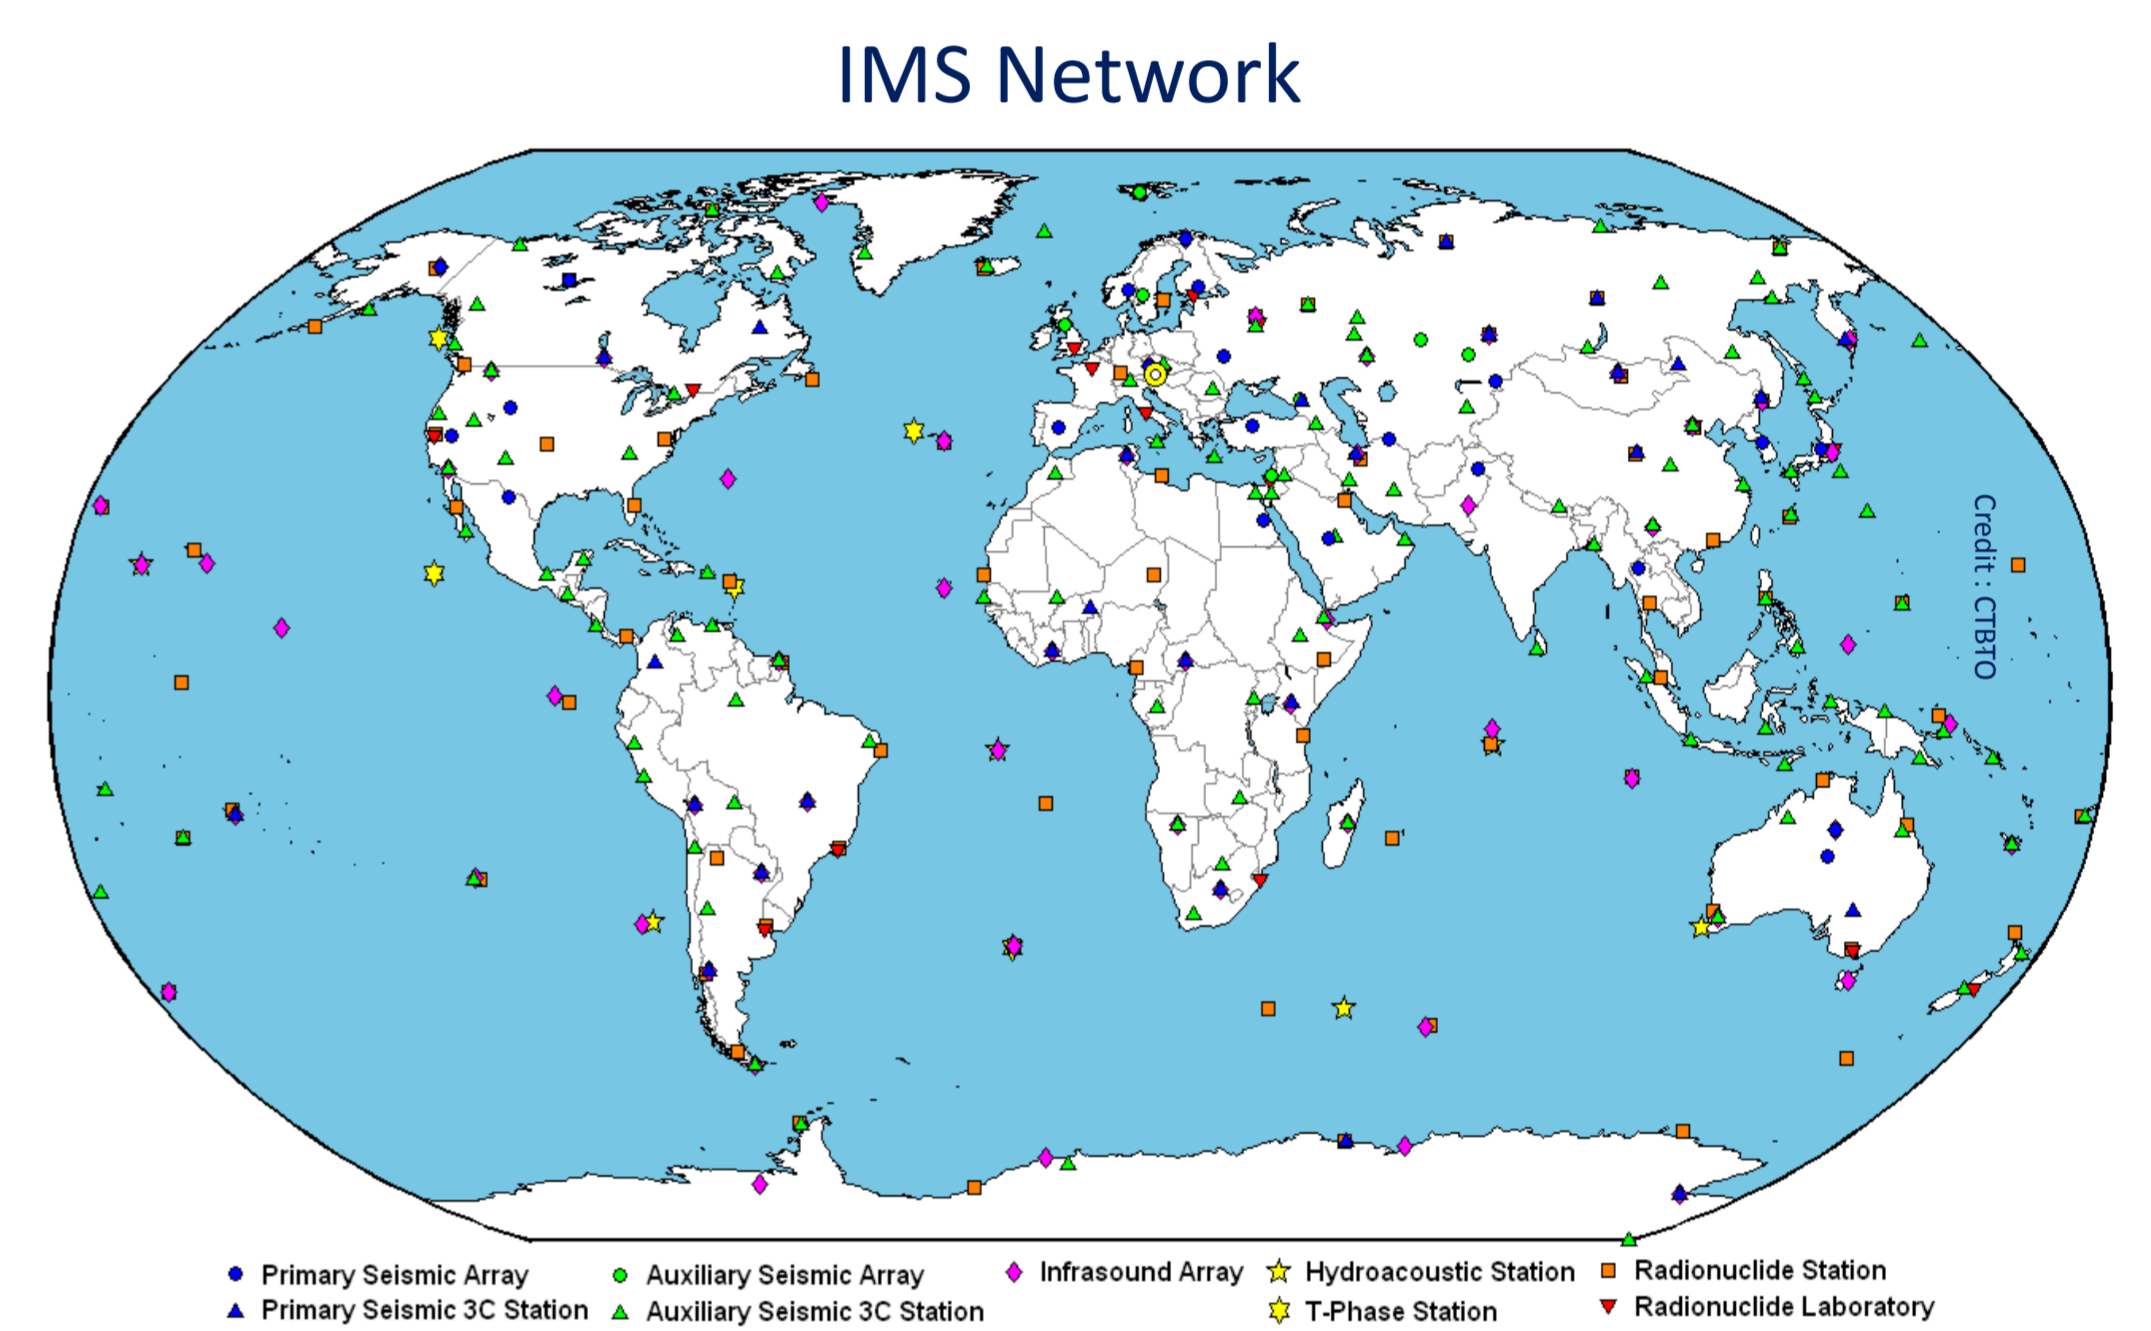 IMS Network
Credit : CTBTO
Primary Seismic Array
Auxiliary Seismic Array
Infrasound Array
Hydroacoustic Station
Radionuclide Station
Primary Seismic 3C Station
Auxiliary Seismic 3C Station
T-Phase Station
Radionuclide Laboratory